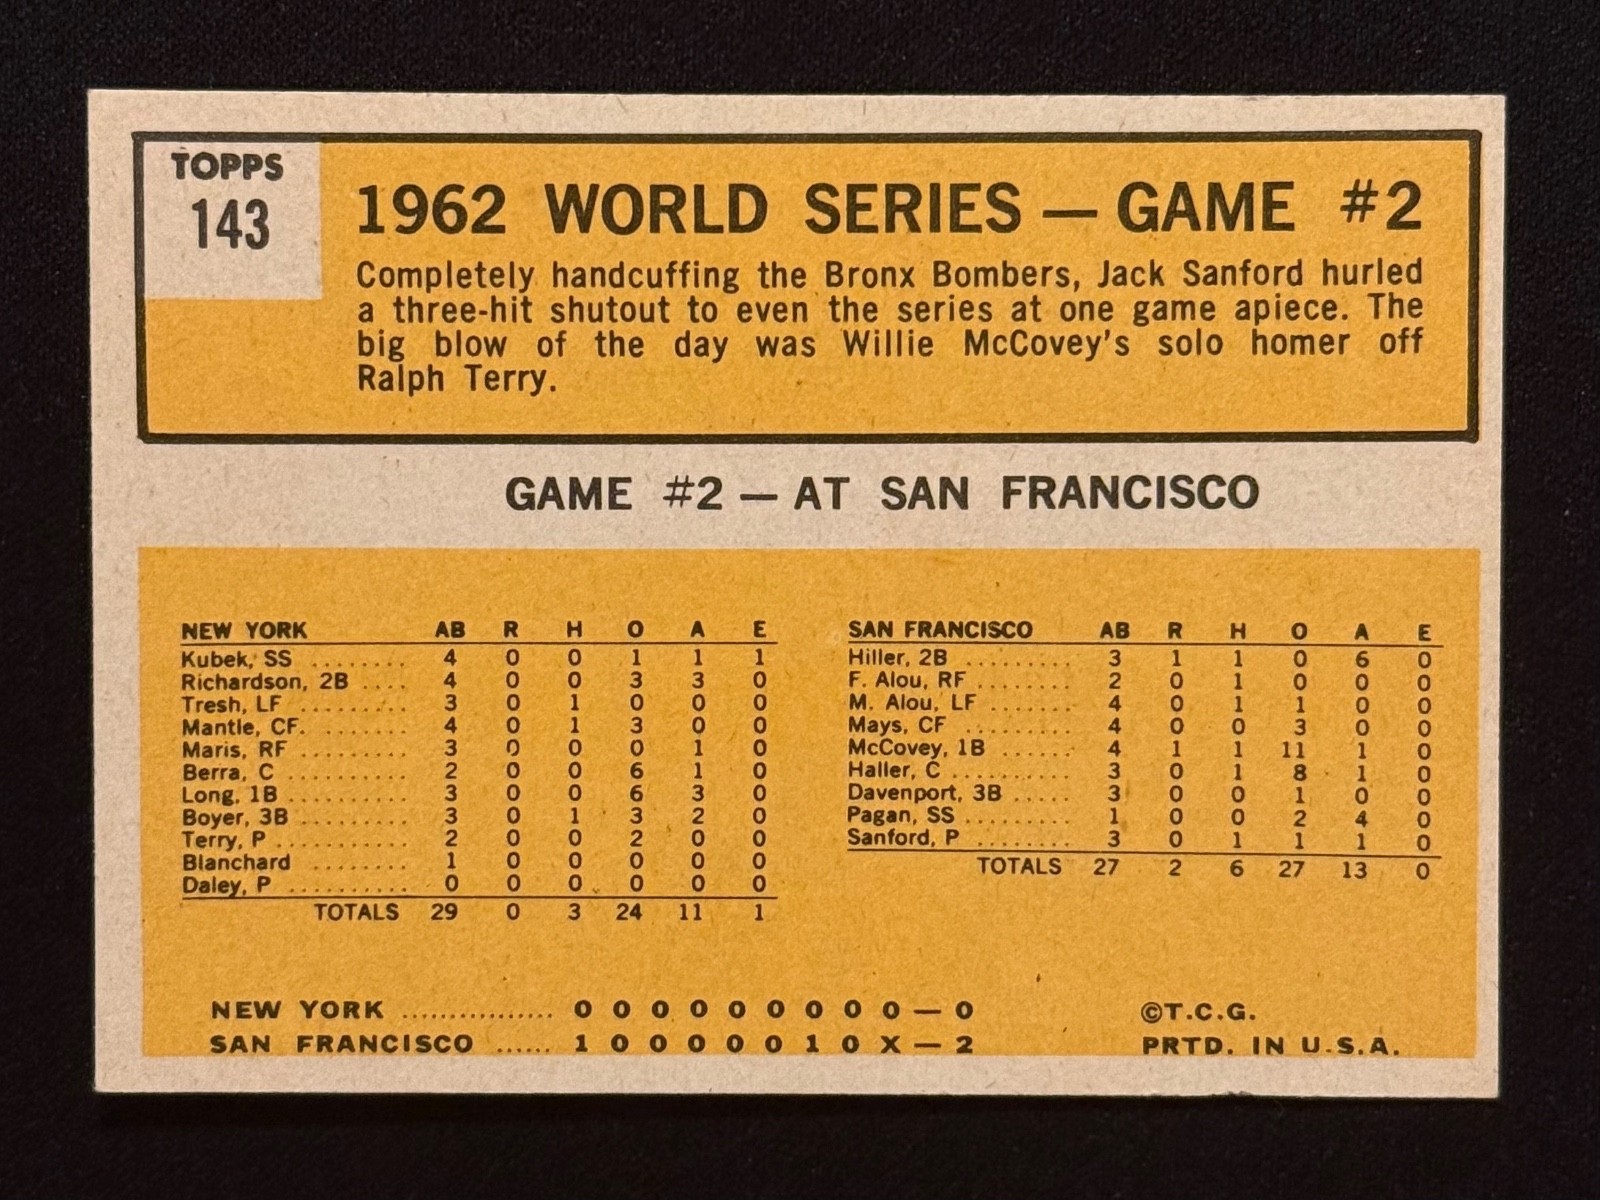 TOPPS
143
1962 WORLD SERIES — GAME #2
Completely handcuffing the Bronx Bombers, Jack Sanford hurled
a three-hit shutout to even the series at one game apiece. The
big blow of the day was Willie McCovey's solo homer off
Ralph Terry.
GAME #2 — AT SAN FRANCISCO
NEW YORK AB R H O A E
Kubek, SS ........ 4 0 0 1 1 1
Richardson, 2B .... 4 0 0 3 3 0
Tresh, LF ......... 3 0 1 0 0 0
Mantle, CF. ........ 4 0 1 3 0 0
Maris, RF ......... 3 0 0 0 1 0
Berra, C .......... 2 0 0 6 1 0
Long, 1B .......... 3 0 0 6 3 0
Boyer, 3B ......... 3 0 1 3 2 0
Terry, P ........... 2 0 0 2 0 0
Blanchard ........ 1 0 0 0 0 0
Daley, P .......... 0 0 0 0 0 0
TOTALS 29 0 3 24 11 1
SAN FRANCISCO AB R H O A E
Hiller, 2B ......... 3 1 1 0 6 0
F. Alou, RF ........ 2 0 1 0 0 0
M. Alou, LF ....... 4 0 1 1 0 0
Mays, CF ......... 4 0 0 3 0 0
McCovey, 1B ...... 4 1 1 11 1 0
Haller, C .......... 3 0 1 8 1 0
Davenport, 3B ..... 3 0 0 1 0 0
Pagan, SS ......... 1 0 0 2 4 0
Sanford, P ......... 3 0 1 1 1 0
TOTALS 27 2 6 27 13 0
NEW YORK ................ 0 0 0 0 0 0 0 0 0 — 0
SAN FRANCISCO ...... 1 0 0 0 0 0 1 0 X — 2
©T.C.G.
PRTD. IN U.S.A.